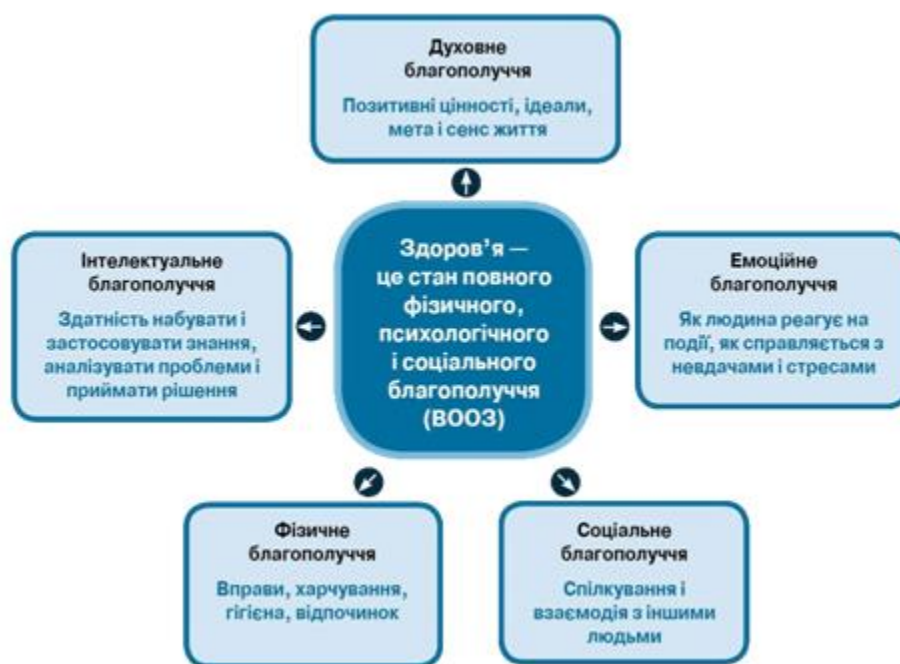 Духовне
благополуччя
Позитивні цінності, ідеали,
мета і сенс життя
Інтелектуальне
благополуччя
Здатність набувати і
застосовувати знання,
аналізувати проблеми і
приймати рішення
Здоров’я —
це стан повного
фізичного,
психологічного
і соціального
благополуччя
(ВООЗ)
Емоційне
благополуччя
Як людина реагує на
події, як справляється з
невдачами і стресами
Фізичне
благополуччя
Вправи, харчування,
гігієна, відпочинок
Соціальне
благополуччя
Спілкування і
взаємодія з іншими
людьми